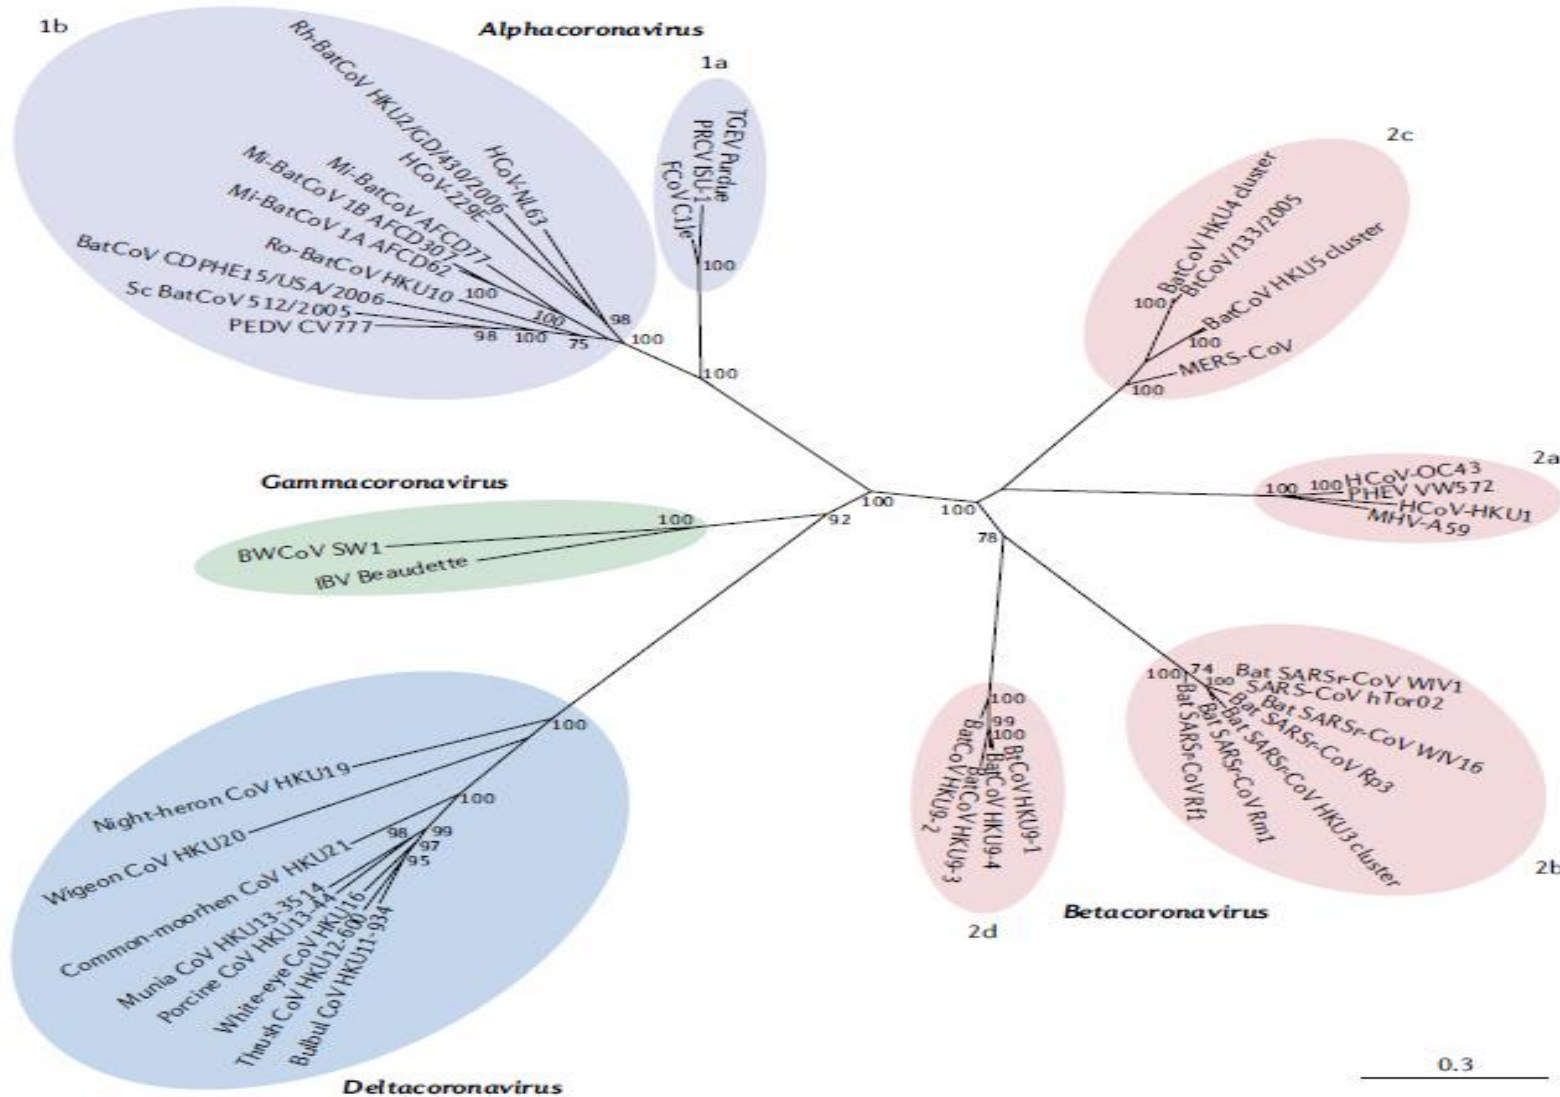 1b
Alphacoronavirus
1a
Rh-BatCoV HKU2/GD/430/2006
HCoV-NL63
HCoV-229E
Mi-BatCoV AFCD77
Mi-BatCoV 1B AFCD307
Mi-BatCoV 1A AFCD62
Ro-BatCoV HKU10
BatCoV CDPHE15/USA/2006
Sc BatCoV 512/2005
PEDV CV777
100
100
98
100
98
100
75
TGEV Purdue
PRCV ISU-1
FCoV C1Je
100
100
2c
BatCoV HKU4 cluster
BtCoV/133/2005
BatCoV HKU5 cluster
MERS-CoV
100
100
100
2a
HCoV-OC43
PHEV VW572
HCoV-HKU1
MHV-A59
100
100
Gammacoronavirus
BWCoV SW1
IBV Beaudette
100
92
100
100
78
100
74
100
Bat SARSr-CoV WIV1
SARS-CoV hTor02
Bat SARSr-CoV WIV16
Bat SARSr-CoV Rp3
Bat SARSr-CoV HKU3 cluster
Bat SARSr-CoV Rm1
Bat SARSr-CoV Rf1
2b
100
99
100
BtCoV HKU9-1
BatCoV HKU9-4
BatCoV HKU9-3
BatCoV HKU9-2
Betacoronavirus
2d
100
Night-heron CoV HKU19
Wigeon CoV HKU20
100
Common-moorhen CoV HKU21
98
99
97
95
Munia CoV HKU13-3514
Porcine CoV HKU13-44
White-eye CoV HKU16
Thrush CoV HKU12-600
Bulbul CoV HKU11-934
Deltacoronavirus
0.3